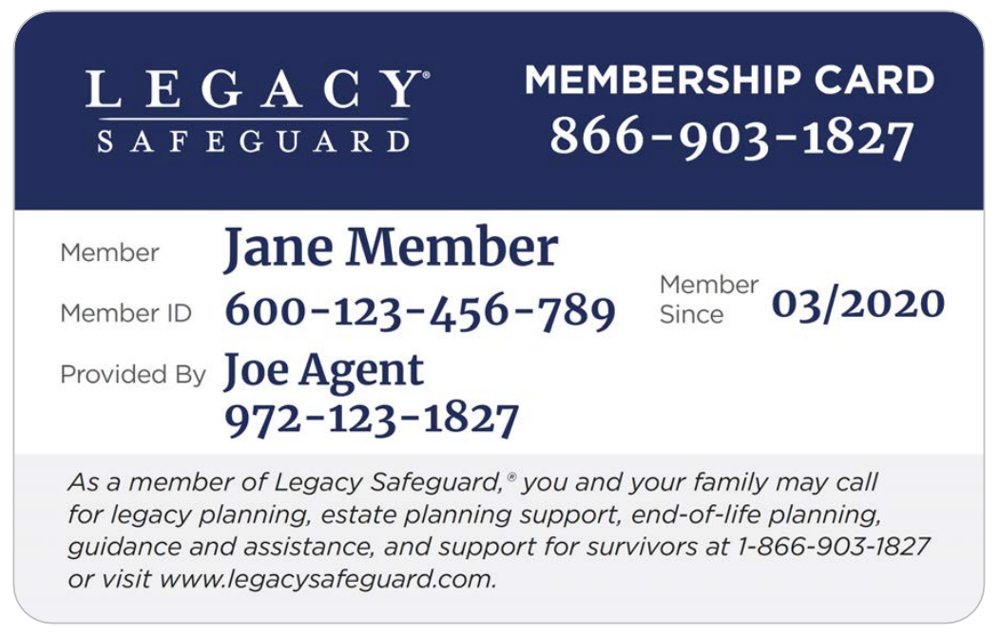 LEGACY®
SAFEGUARD
MEMBERSHIP CARD
866-903-1827
Member Jane Member
Member ID 600-123-456-789
Member Since 03/2020
Provided By Joe Agent
972-123-1827
As a member of Legacy Safeguard,® you and your family may call
for legacy planning, estate planning support, end-of-life planning,
guidance and assistance, and support for survivors at 1-866-903-1827
or visit www.legacysafeguard.com.